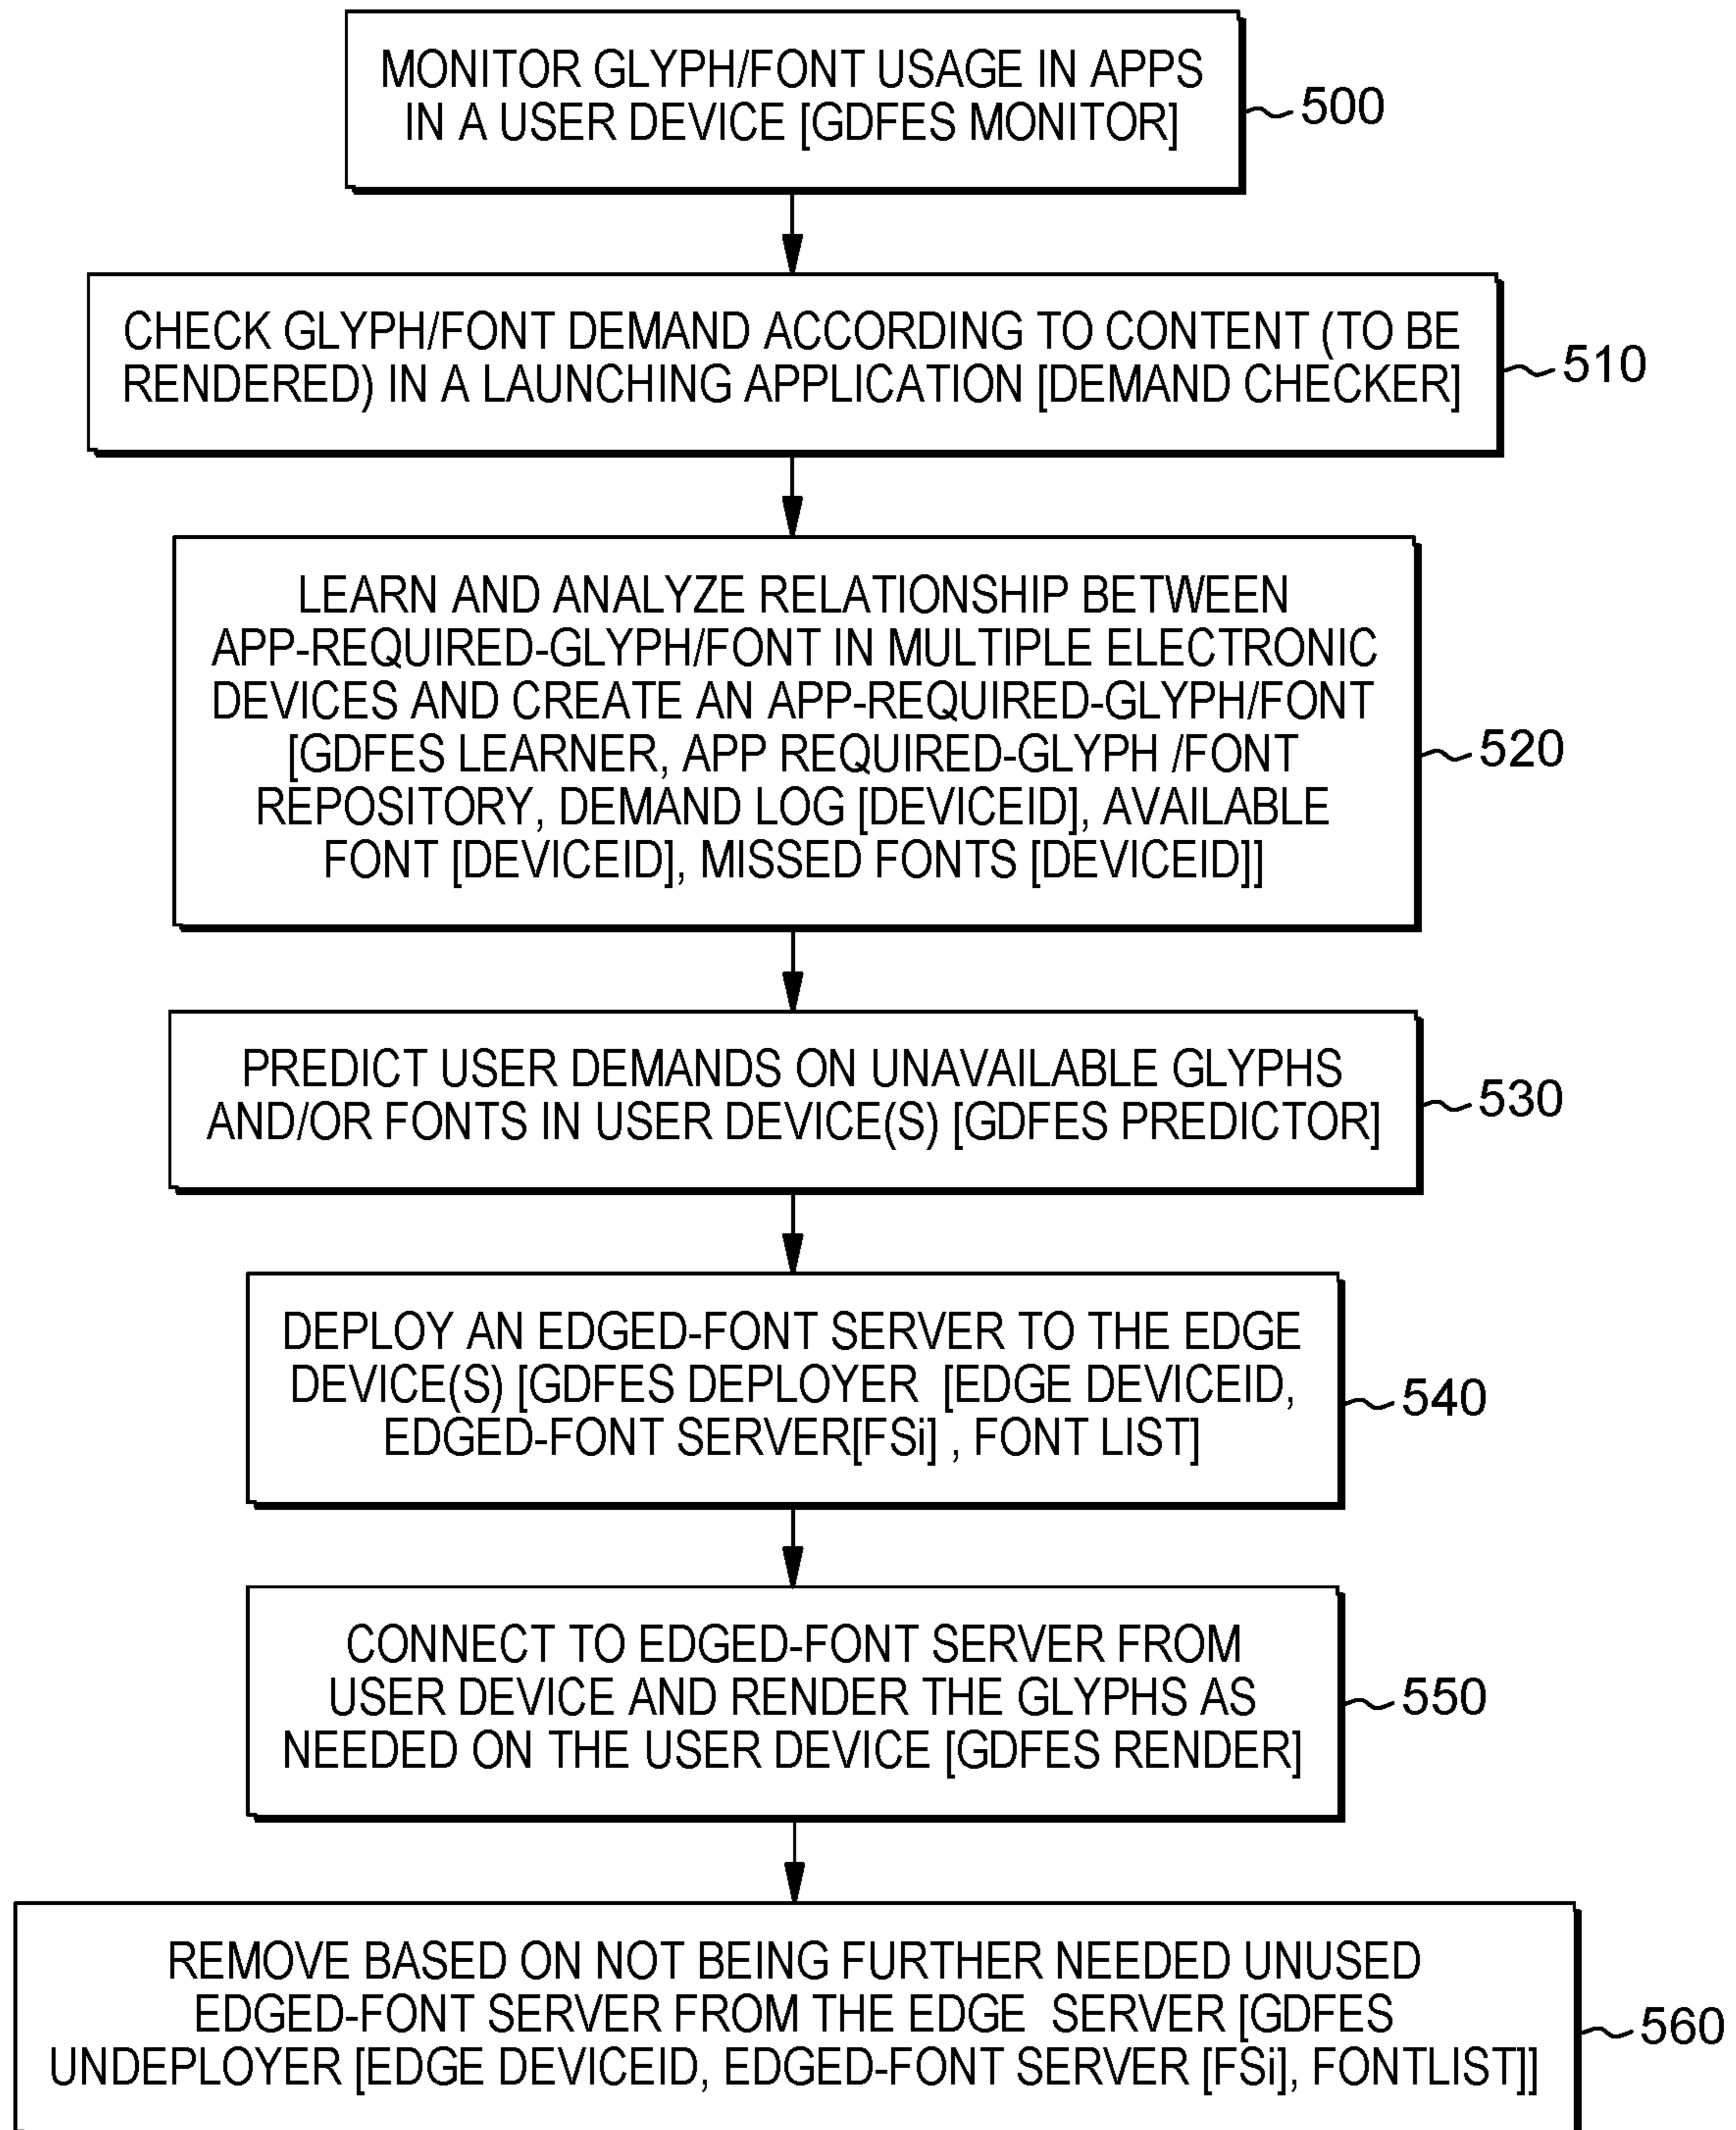 MONITOR GLYPH/FONT USAGE IN APPS
IN A USER DEVICE [GDFES MONITOR]
500
CHECK GLYPH/FONT DEMAND ACCORDING TO CONTENT (TO BE
RENDERED) IN A LAUNCHING APPLICATION [DEMAND CHECKER]
510
LEARN AND ANALYZE RELATIONSHIP BETWEEN
APP-REQUIRED-GLYPH/FONT IN MULTIPLE ELECTRONIC
DEVICES AND CREATE AN APP-REQUIRED-GLYPH/FONT
[GDFES LEARNER, APP REQUIRED-GLYPH /FONT
REPOSITORY, DEMAND LOG [DEVICEID], AVAILABLE
FONT [DEVICEID], MISSED FONTS [DEVICEID]]
520
PREDICT USER DEMANDS ON UNAVAILABLE GLYPHS
AND/OR FONTS IN USER DEVICE(S) [GDFES PREDICTOR]
530
DEPLOY AN EDGED-FONT SERVER TO THE EDGE
DEVICE(S) [GDFES DEPLOYER [EDGE DEVICEID,
EDGED-FONT SERVER[FSi] , FONT LIST]
540
CONNECT TO EDGED-FONT SERVER FROM
USER DEVICE AND RENDER THE GLYPHS AS
NEEDED ON THE USER DEVICE [GDFES RENDER]
550
REMOVE BASED ON NOT BEING FURTHER NEEDED UNUSED
EDGED-FONT SERVER FROM THE EDGE SERVER [GDFES
UNDEPLOYER [EDGE DEVICEID, EDGED-FONT SERVER [FSi], FONTLIST]]
560